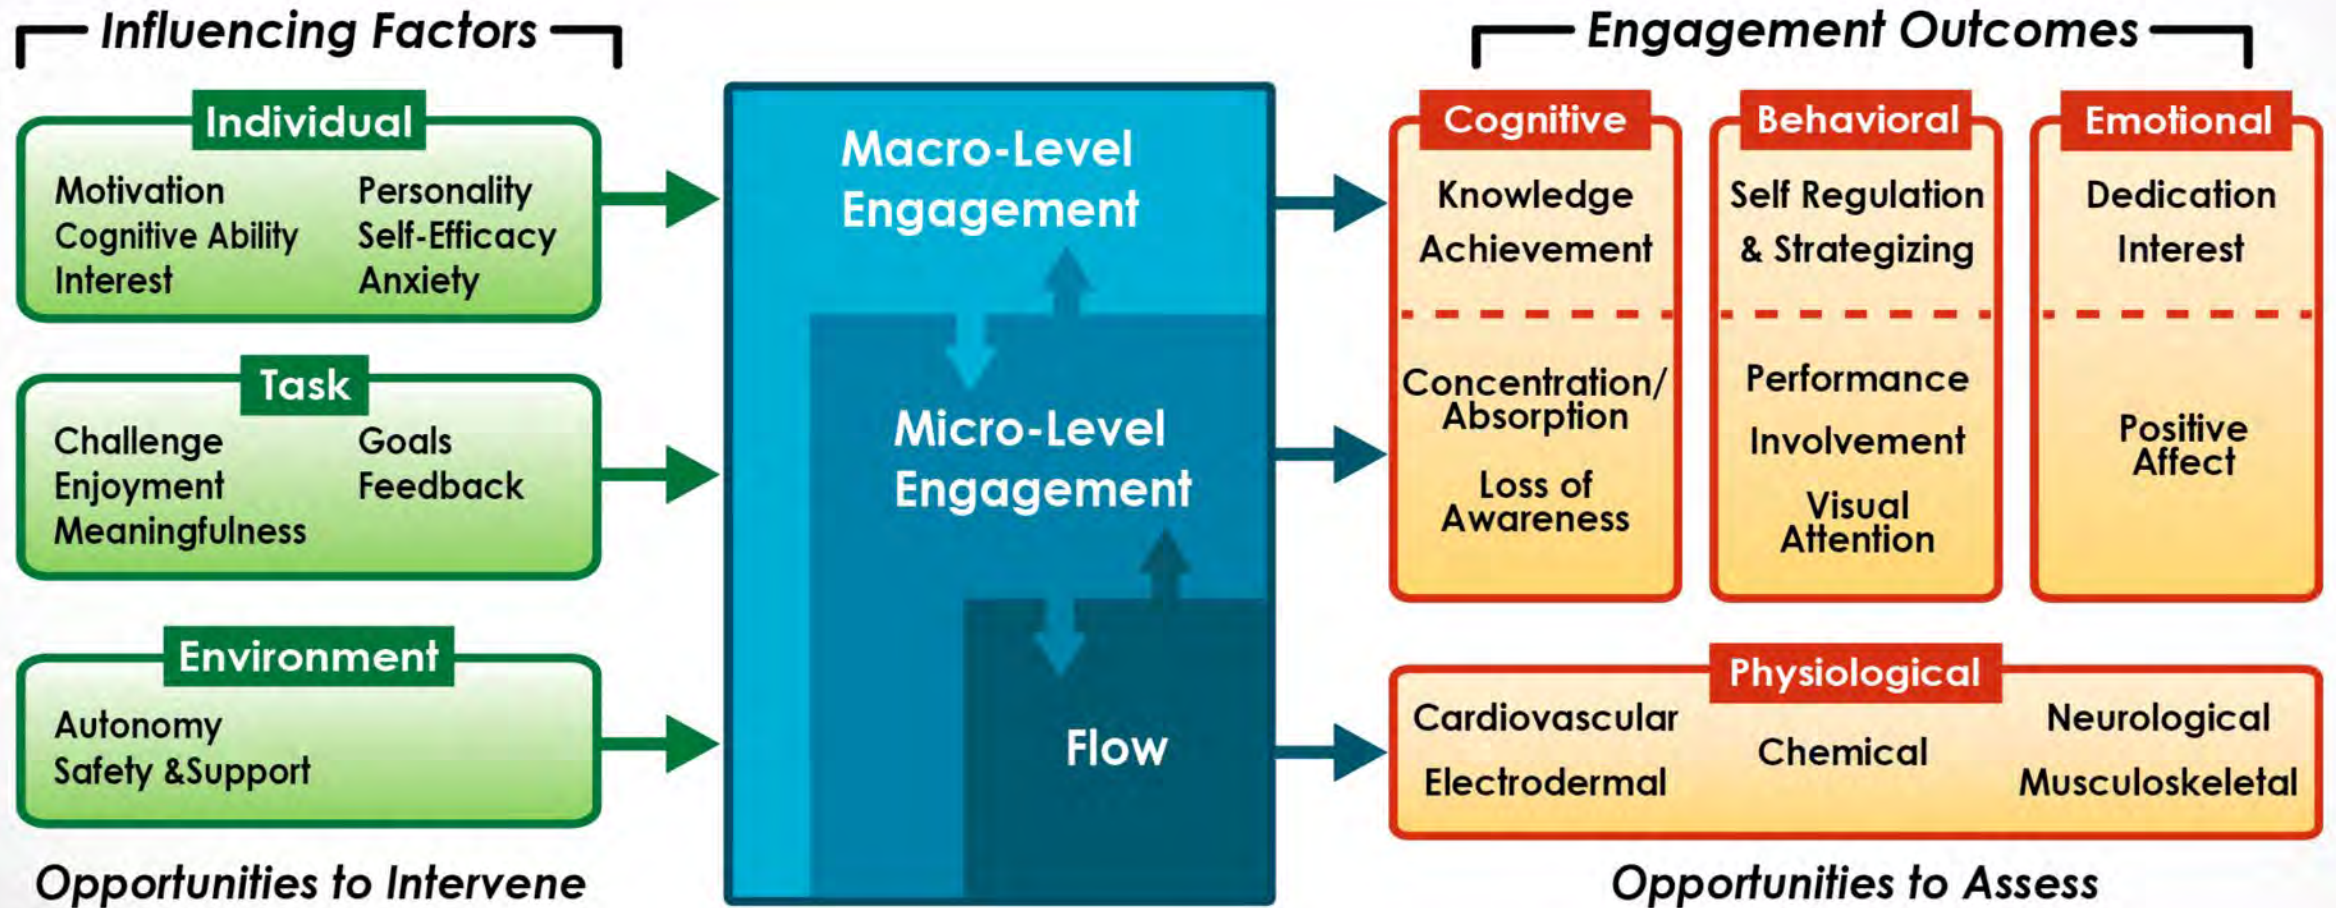 Influencing Factors
Individual
Motivation
Cognitive Ability
Interest
Personality
Self-Efficacy
Anxiety
Task
Challenge
Enjoyment
Meaningfulness
Goals
Feedback
Environment
Autonomy
Safety &Support
Opportunities to Intervene
Macro-Level
Engagement
Micro-Level
Engagement
Flow
Engagement Outcomes
Cognitive
Knowledge
Achievement
Concentration/
Absorption
Loss of
Awareness
Behavioral
Self Regulation
& Strategizing
Performance
Involvement
Visual
Attention
Emotional
Dedication
Interest
Positive
Affect
Physiological
Cardiovascular
Electrodermal
Chemical
Neurological
Musculoskeletal
Opportunities to Assess